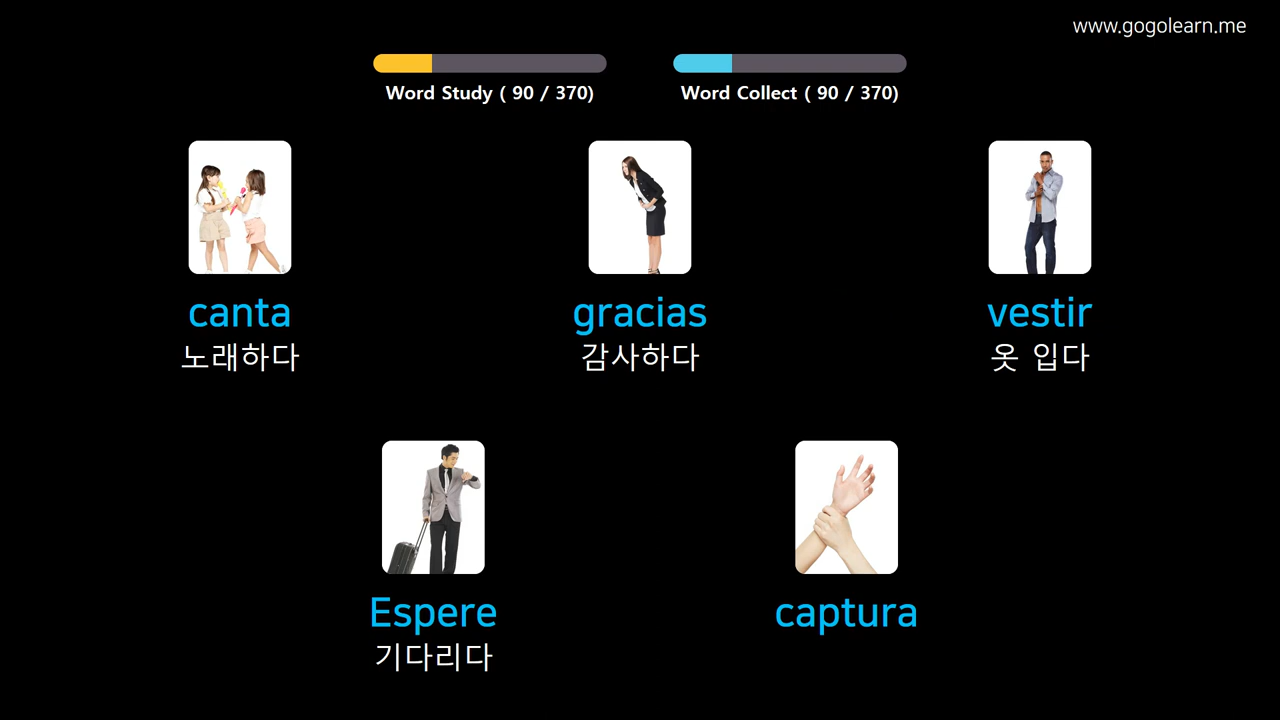 www.gogolearn.me
Word Study ( 90 / 370)
Word Collect ( 90 / 370)
canta
노래하다
gracias
감사하다
vestir
옷 입다
Espere
기다리다
captura